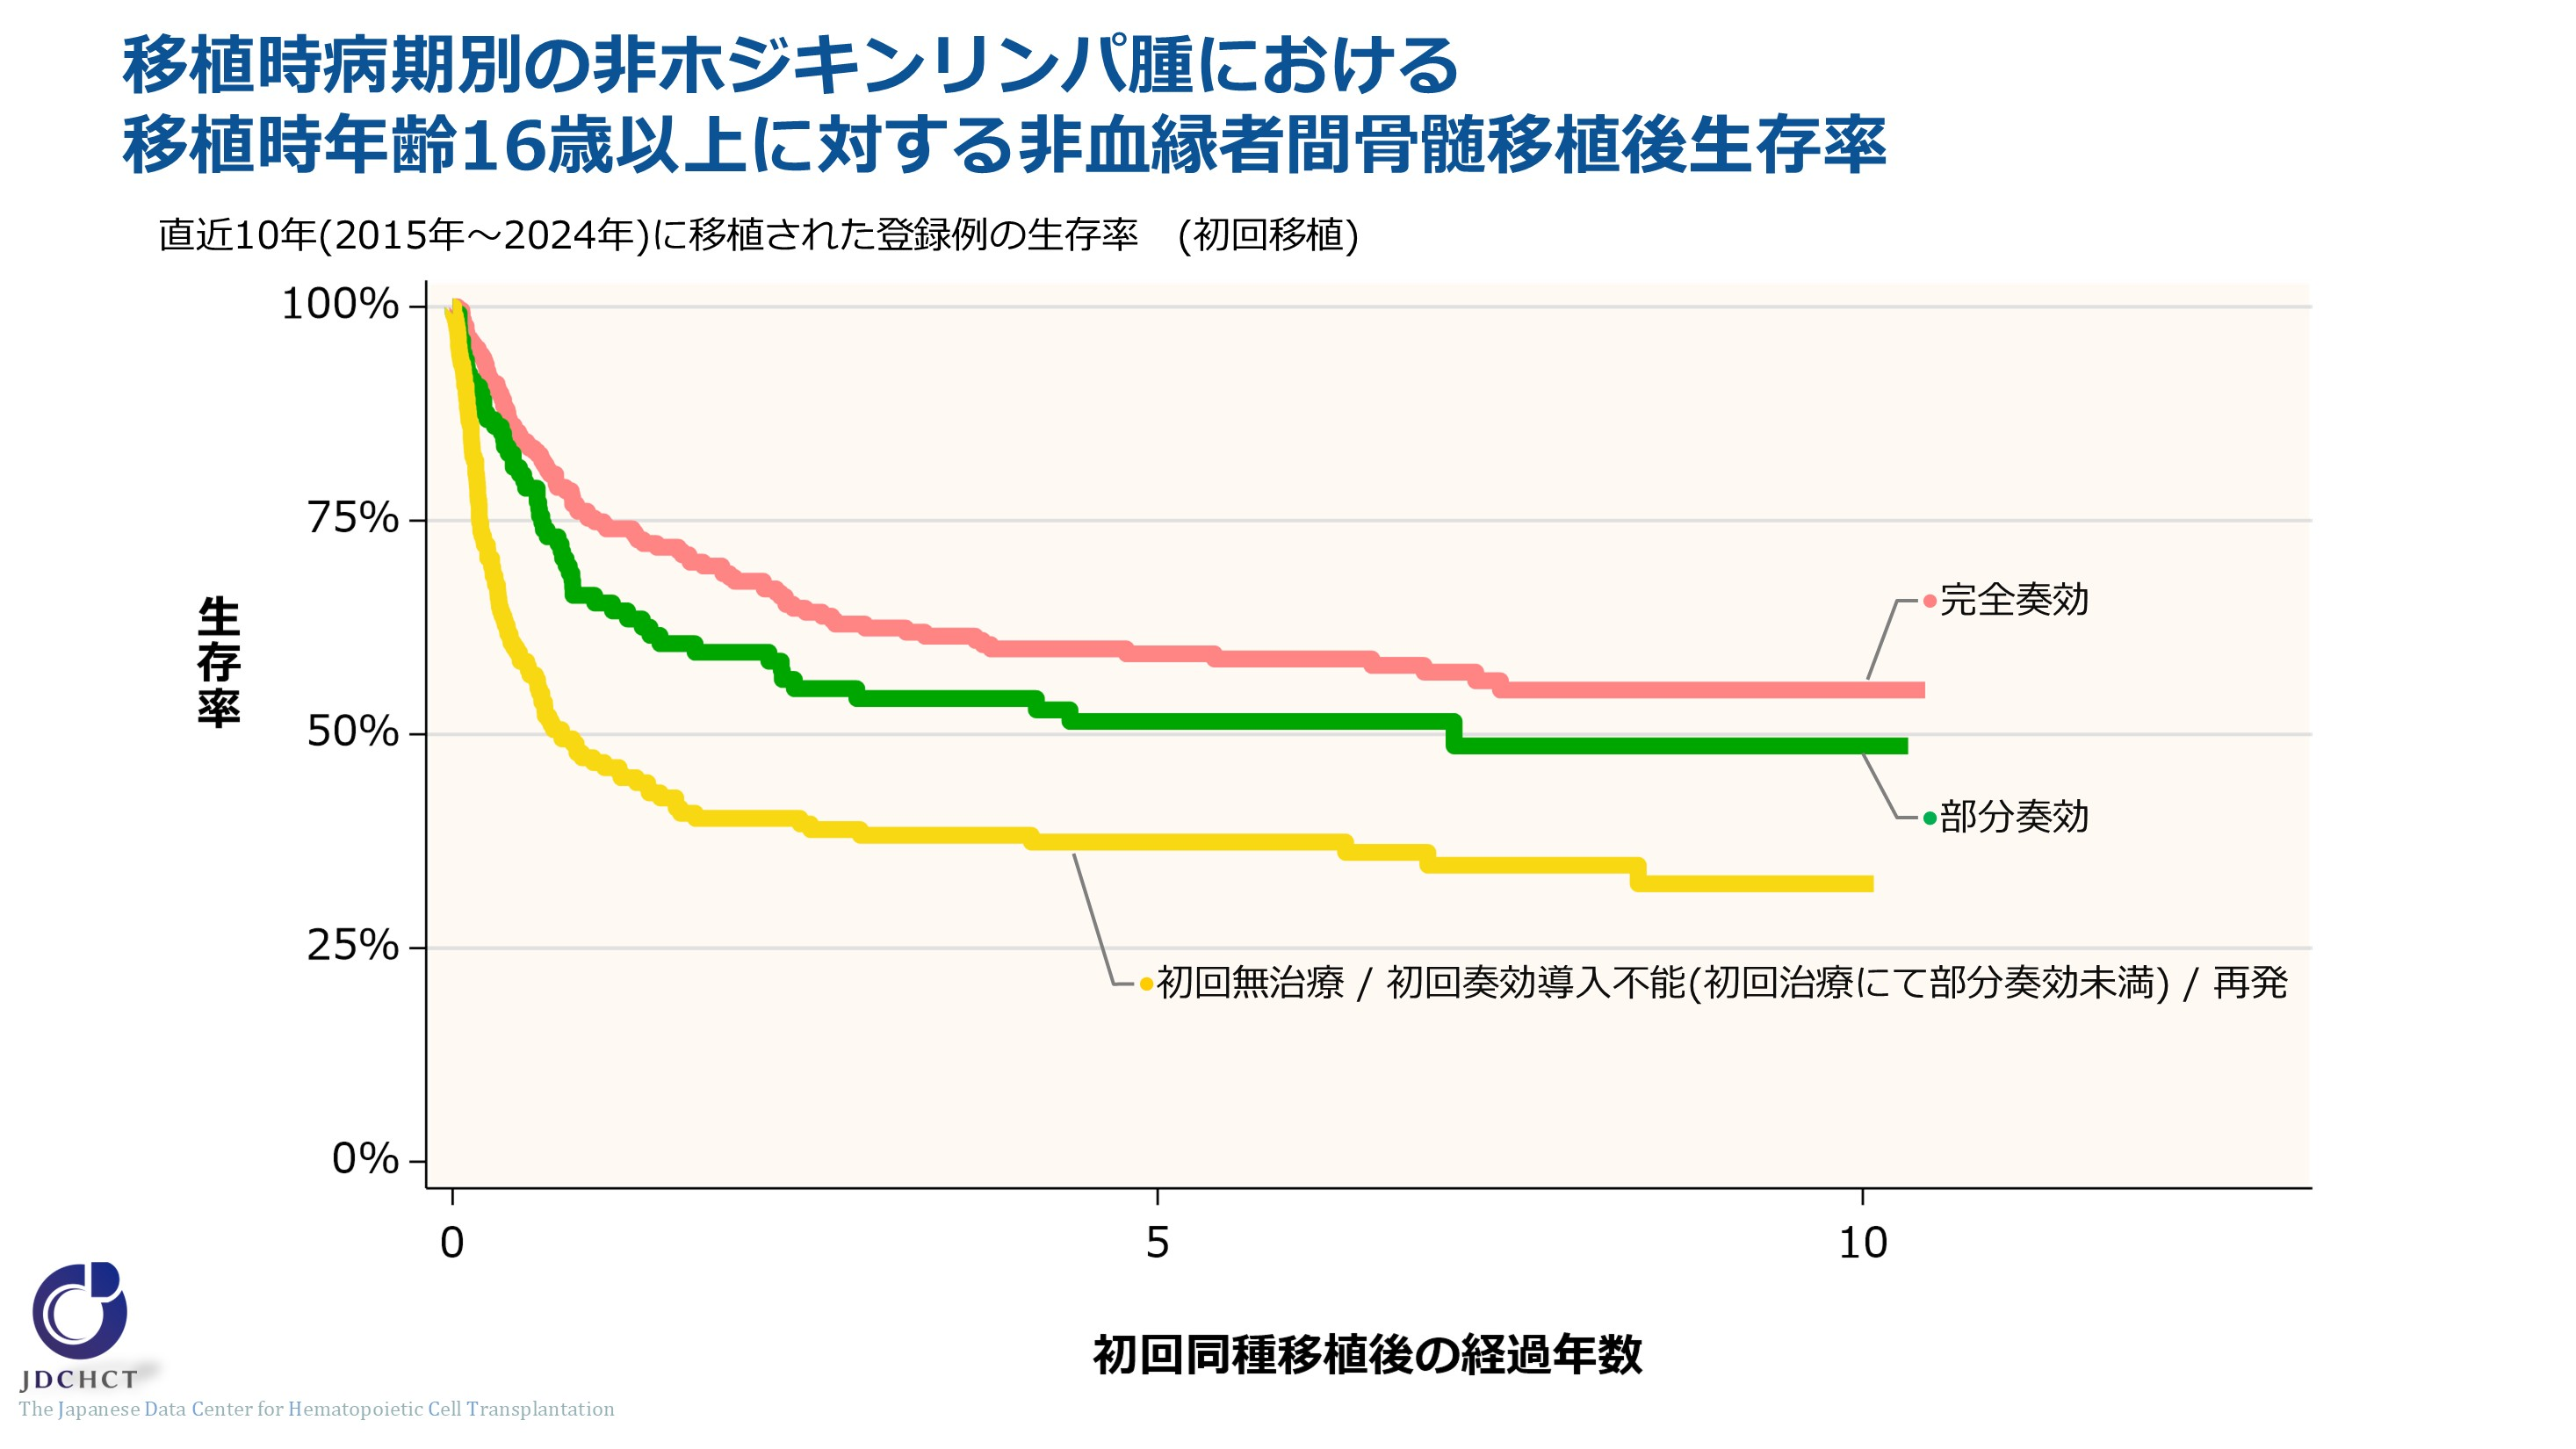 移植時病期別の非ホジキンリンパ腫における
移植時年齢16歳以上に対する非血縁者間骨髄移植後生存率
直近10年(2015年～2024年)に移植された登録例の生存率　(初回移植)
100%
75%
50%
25%
0%
生存率
完全奏効
部分奏効
初回無治療 / 初回奏効導入不能(初回治療にて部分奏効未満) / 再発
0
5
10
初回同種移植後の経過年数
JDCHCT
The Japanese Data Center for Hematopoietic Cell Transplantation